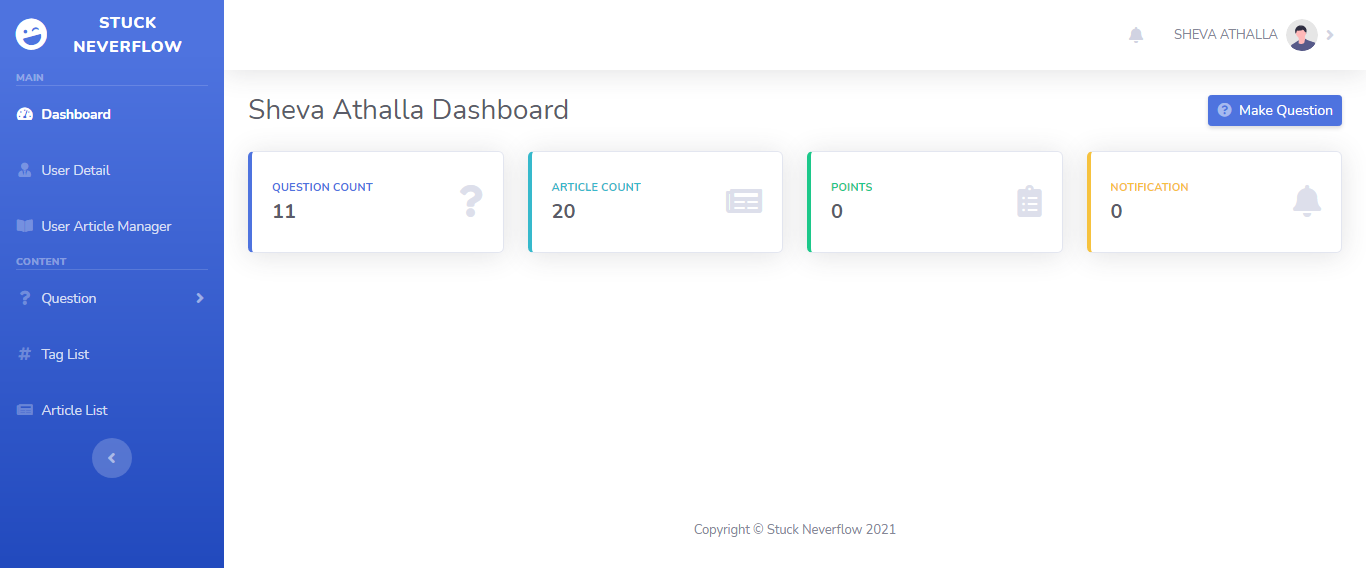 STUCK
NEVERFLOW
MAIN
Dashboard
User Detail
User Article Manager
CONTENT
Question
Tag List
Article List
SHEVA ATHALLA
Sheva Athalla Dashboard
Make Question
QUESTION COUNT
11
ARTICLE COUNT
20
POINTS
0
NOTIFICATION
0
Copyright © Stuck Neverflow 2021